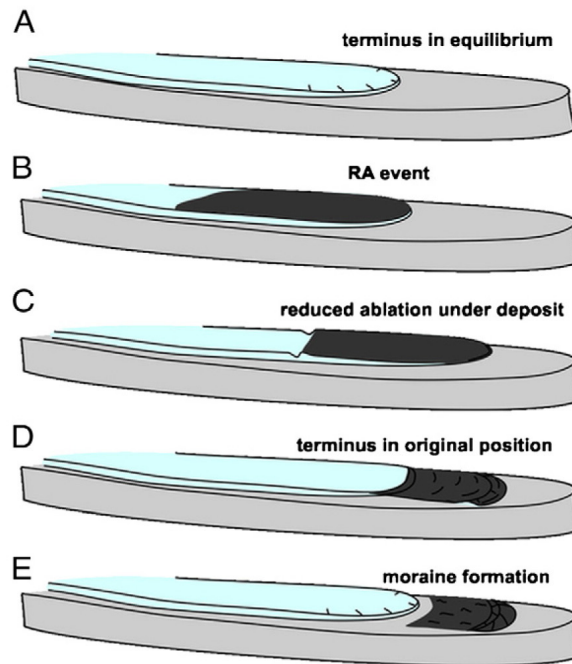 A
terminus in equilibrium
B
RA event
C
reduced ablation under deposit
D
terminus in original position
E
moraine formation